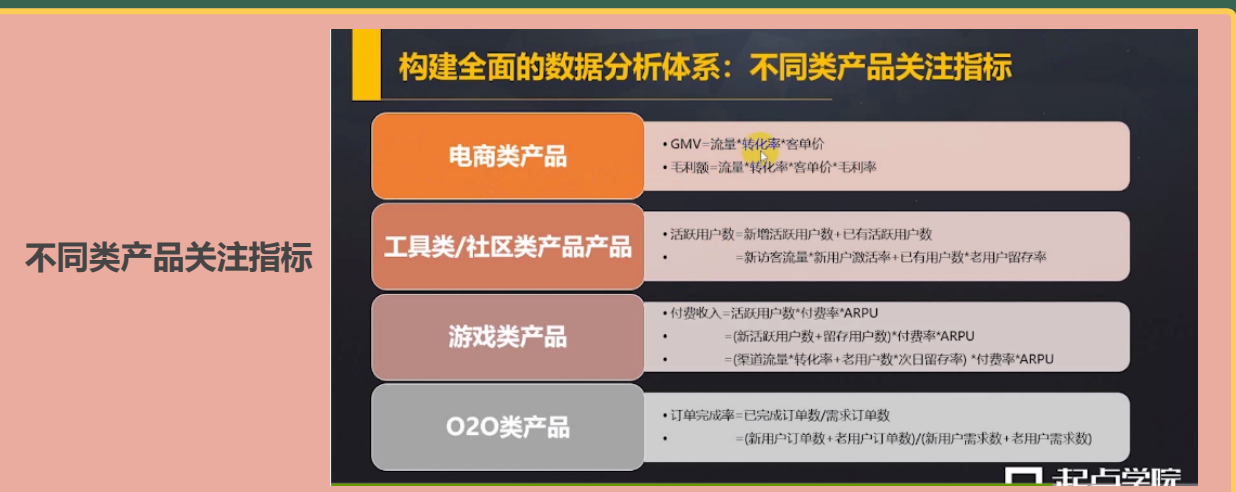 不同类产品关注指标
构建全面的数据分析体系：不同类产品关注指标
电商类产品
• GMV=流量*转化率*客单价
• 毛利额=流量*转化率*客单价*毛利率
工具类/社区类产品产品
• 活跃用户数=新增活跃用户数+已有活跃用户数
• =新访客流量*新用户激活率+已有用户数*老用户留存率
游戏类产品
• 付费收入=活跃用户数*付费率*ARPU
• =(新活跃用户数+留存用户数)*付费率*ARPU
• =(渠道流量*转化率+老用户数*次日留存率) *付费率*ARPU
O2O类产品
• 订单完成率=已完成订单数/需求订单数
• =(新用户订单数+老用户订单数)/(新用户需求数+老用户需求数)
起点学院